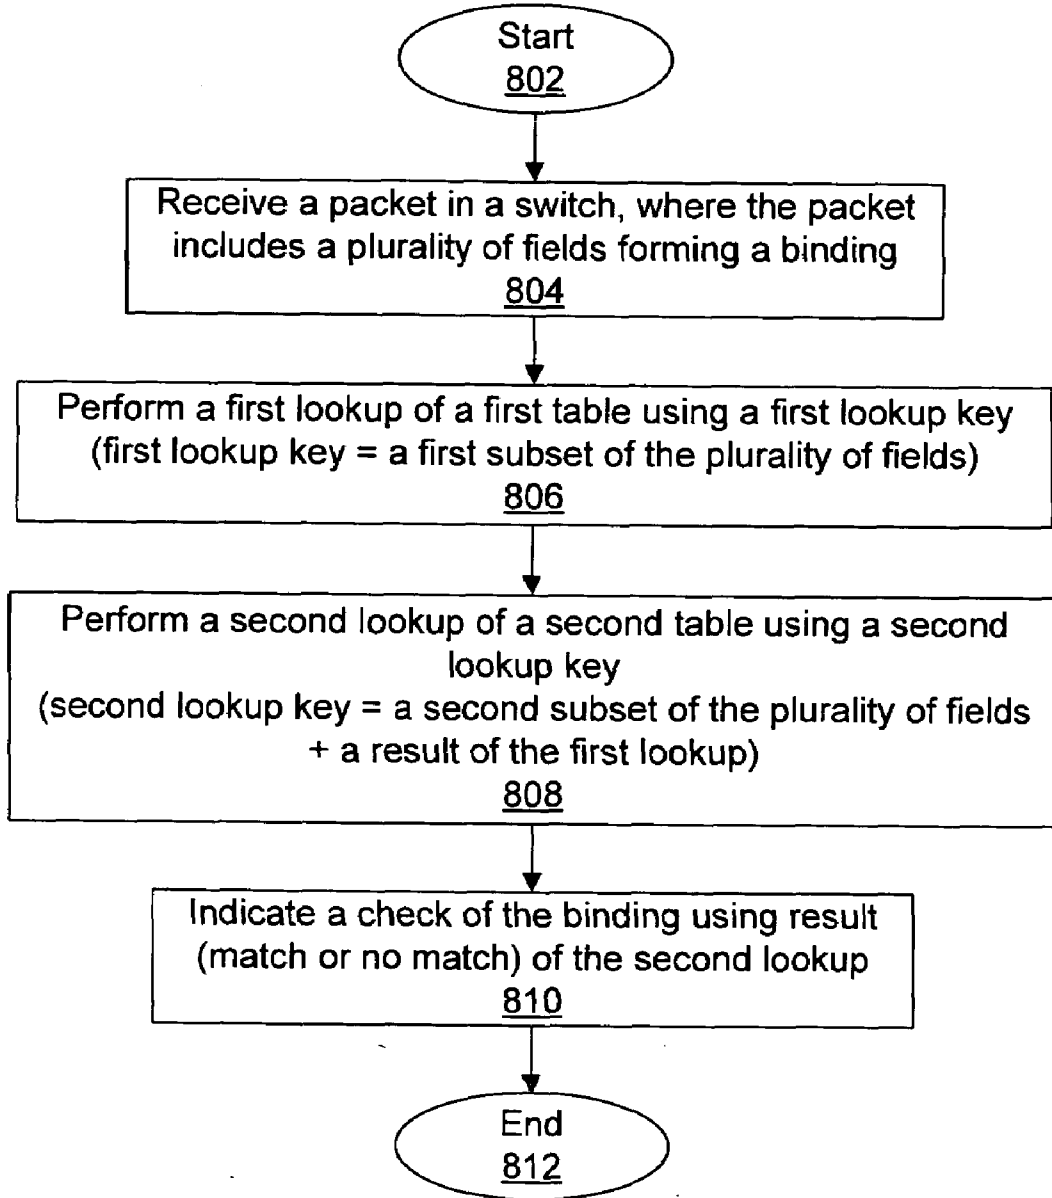 Start
802
Receive a packet in a switch, where the packet
includes a plurality of fields forming a binding
804
Perform a first lookup of a first table using a first lookup key
(first lookup key = a first subset of the plurality of fields)
806
Perform a second lookup of a second table using a second
lookup key
(second lookup key = a second subset of the plurality of fields
+ a result of the first lookup)
808
Indicate a check of the binding using result
(match or no match) of the second lookup
810
End
812